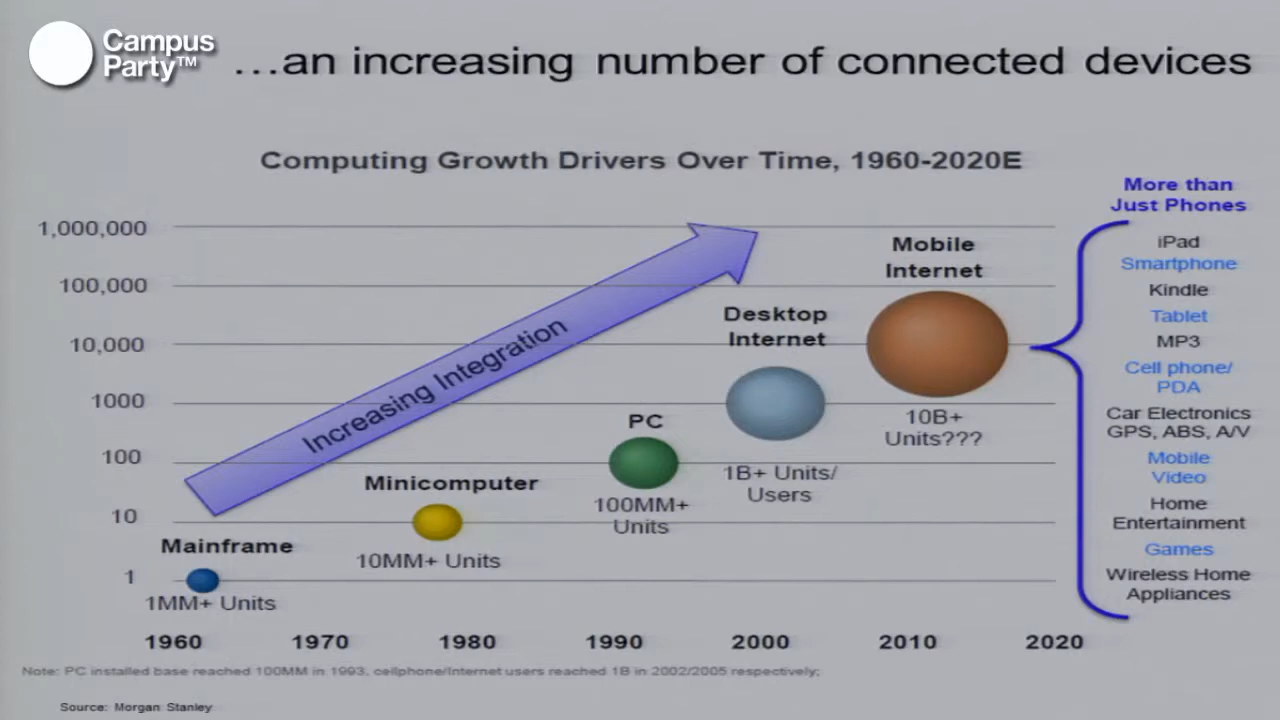 Campus
Party™
...an increasing number of connected devices
Computing Growth Drivers Over Time, 1960-2020E
More than
Just Phones
1,000,000
100,000
10,000
1000
100
10
1
Increasing Integration
Mainframe
1MM+ Units
Minicomputer
10MM+ Units
PC
100MM+
Units
Desktop
Internet
1B+ Units/
Users
Mobile
Internet
10B+
Units???
iPad
Smartphone
Kindle
Tablet
MP3
Cell phone/
PDA
Car Electronics
GPS, ABS, A/V
Mobile
Video
Home
Entertainment
Games
Wireless Home
Appliances
1960 1970 1980 1990 2000 2010 2020
Note: PC installed base reached 100MM in 1993, cellphone/Internet users reached 1B in 2002/2005 respectively;
Source: Morgan Stanley